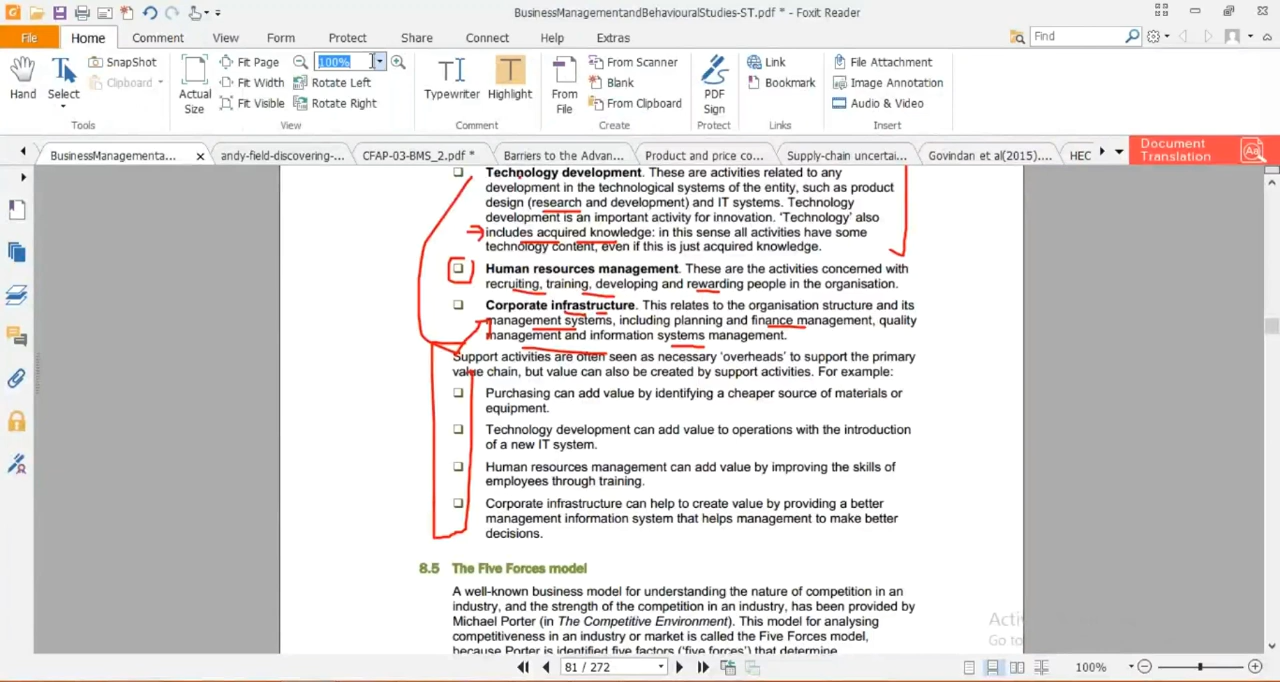 BusinessManagementandBehaviouralStudies-ST.pdf * - Foxit Reader
File Home Comment View Form Protect Share Connect Help Extras
Find
Hand
Select
SnapShot
Clipboard
Actual Size
Fit Page
Fit Width
Fit Visible
100%
Rotate Left
Rotate Right
Typewriter
Highlight
From File
From Scanner
Blank
From Clipboard
PDF Sign
Link
Bookmark
File Attachment
Image Annotation
Audio & Video
Tools View Comment Create Protect Links Insert
BusinessManagementa... andy-field-discovering-... CFAP-03-BMS_2.pdf * Barriers to the Advan... Product and price co... Supply-chain uncertai... Govindan et al(2015).... HEC
Document Translation
Technology development. These are activities related to any
development in the technological systems of the entity, such as product
design (research and development) and IT systems. Technology
development is an important activity for innovation. ‘Technology’ also
includes acquired knowledge: in this sense all activities have some
technology content, even if this is just acquired knowledge.
Human resources management. These are the activities concerned with
recruiting, training, developing and rewarding people in the organisation.
Corporate infrastructure. This relates to the organisation structure and its
management systems, including planning and finance management, quality
management and information systems management.
Support activities are often seen as necessary ‘overheads’ to support the primary
value chain, but value can also be created by support activities. For example:
Purchasing can add value by identifying a cheaper source of materials or
equipment.
Technology development can add value to operations with the introduction
of a new IT system.
Human resources management can add value by improving the skills of
employees through training.
Corporate infrastructure can help to create value by providing a better
management information system that helps management to make better
decisions.
8.5 The Five Forces model
A well-known business model for understanding the nature of competition in an
industry, and the strength of the competition in an industry, has been provided by
Michael Porter (in The Competitive Environment). This model for analysing
competitiveness in an industry or market is called the Five Forces model,
because Porter is identified five factors (‘five forces’) that determine
Go to
81 / 272
100%